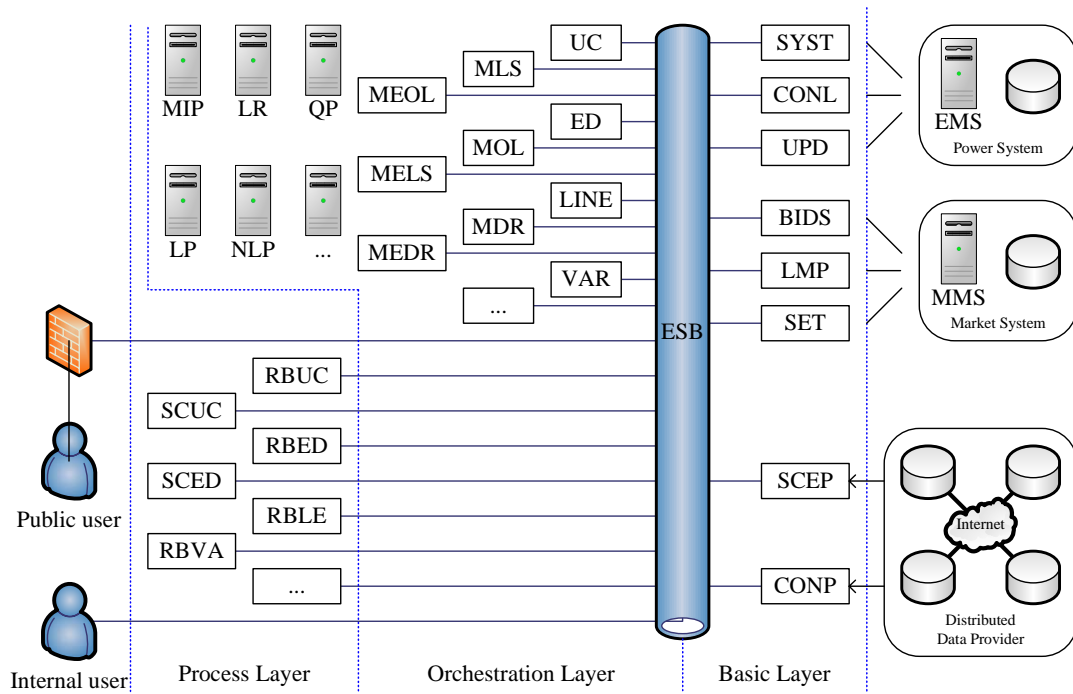 UC
SYST
MLS
MIP
LR
QP
MEOL
CONL
EMS
ED
Power System
MOL
UPD
MELS
LINE
BIDS
MDR
LP
NLP
...
MEDR
LMP
MMS
VAR
...
SET
Market System
ESB
RBUC
SCUC
RBED
SCED
SCEP
Public user
RBLE
Internet
RBVA
...
CONP
Distributed
Data Provider
Internal user
Process Layer
Orchestration Layer
Basic Layer